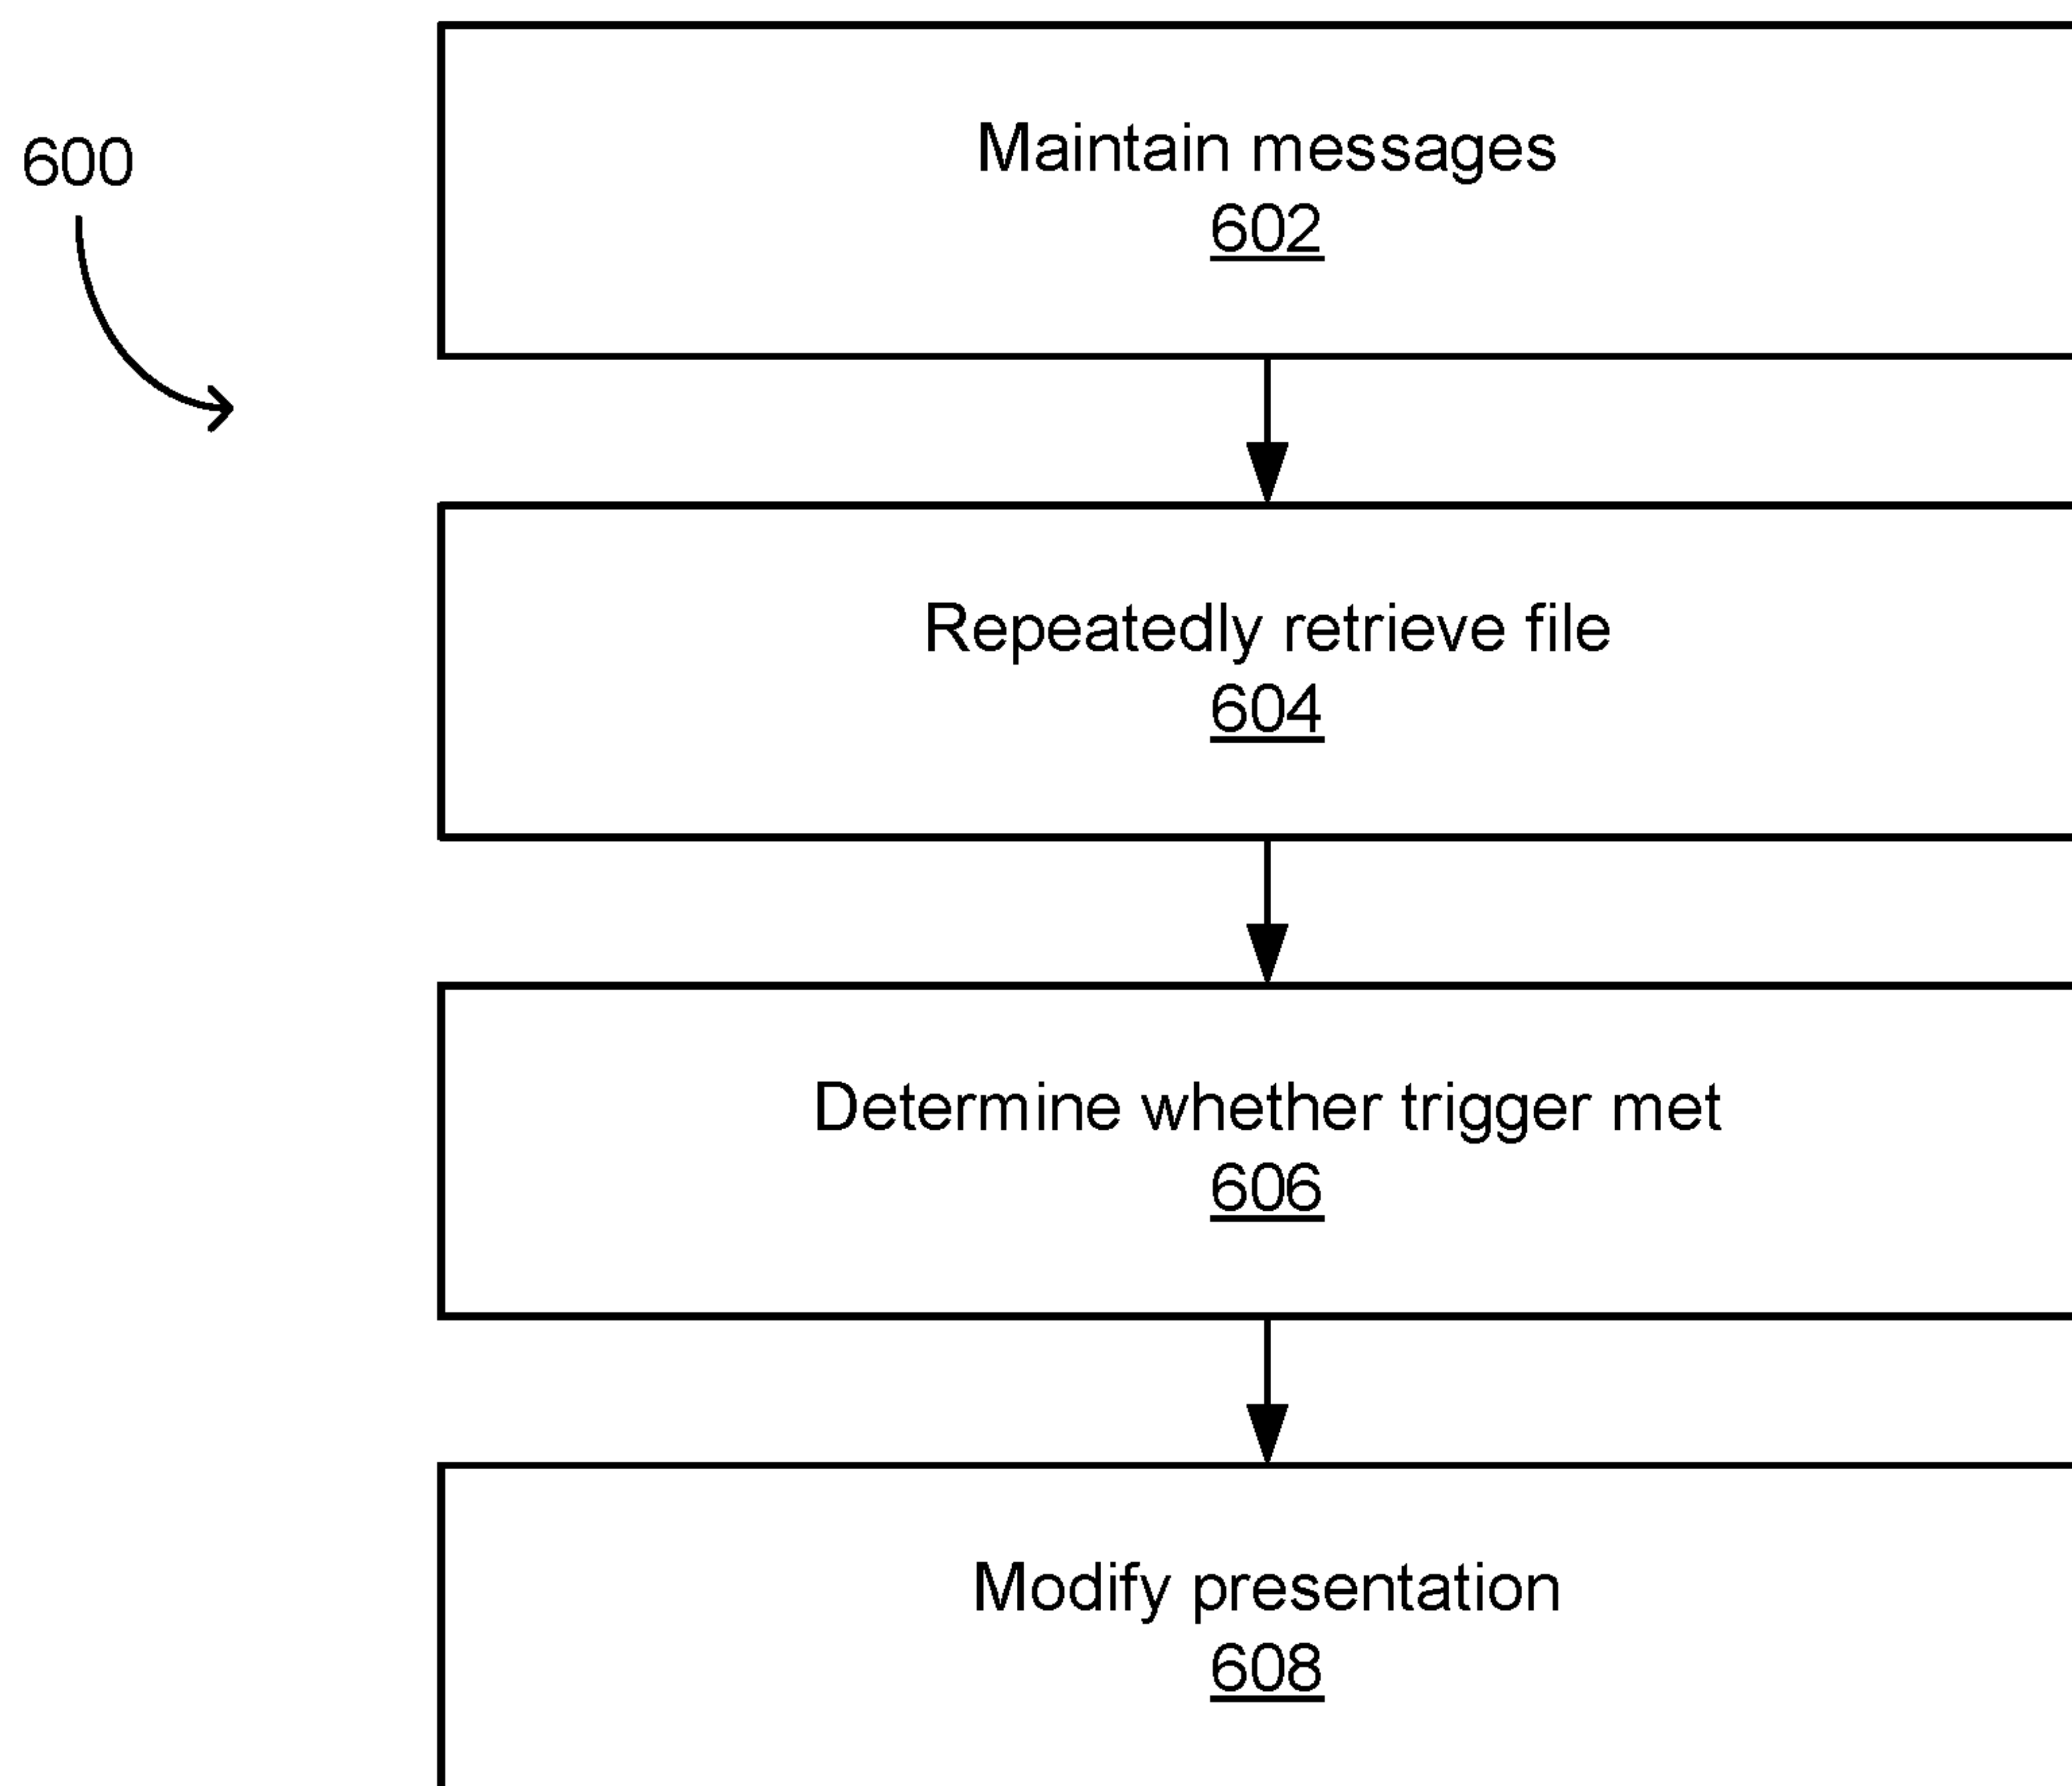 600
Maintain messages
602
Repeatedly retrieve file
604
Determine whether trigger met
606
Modify presentation
608